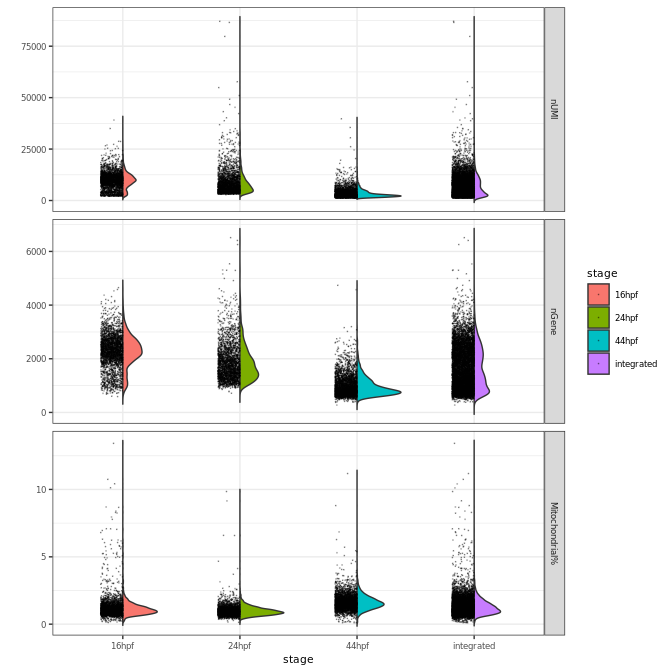 75000
50000
25000
0
nUMI
6000
4000
2000
0
nGene
10
5
0
Mitochondrial%
16hpf
24hpf
44hpf
integrated
stage
stage
16hpf
24hpf
44hpf
integrated